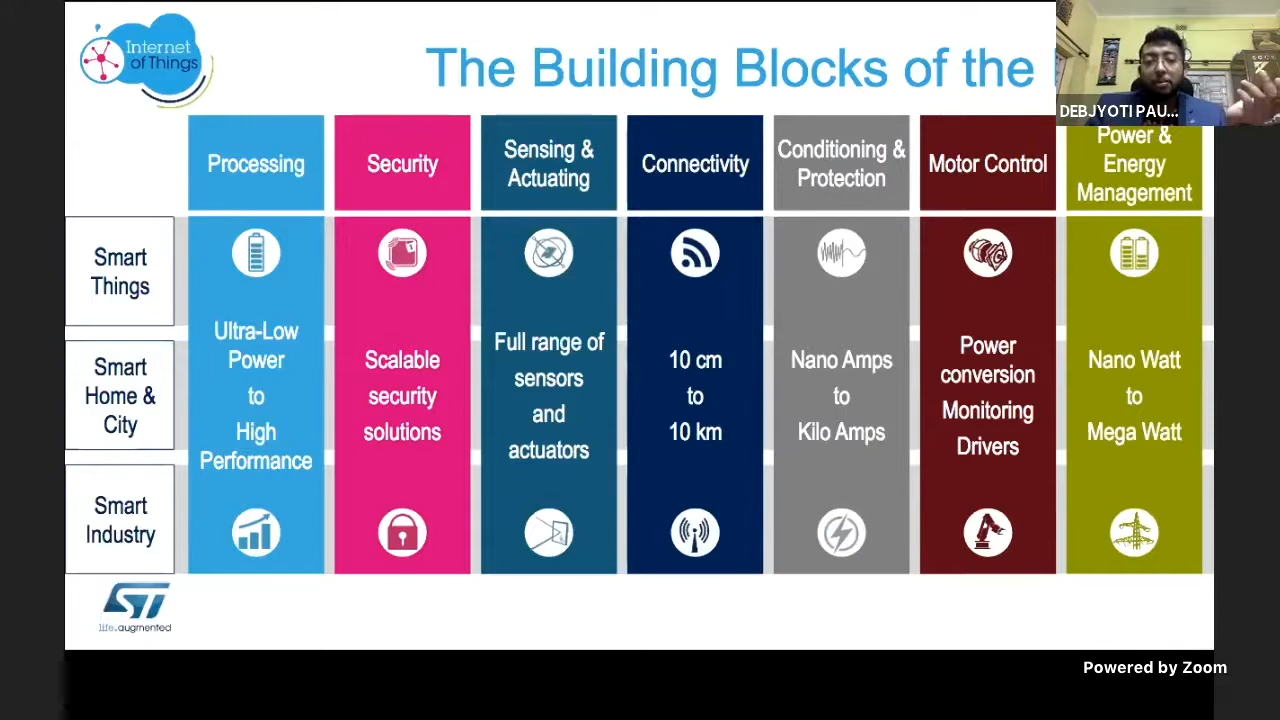 Internet
of Things
The Building Blocks of the
DEBJYOTI PAU...
Processing
Security
Sensing &
Actuating
Connectivity
Conditioning &
Protection
Motor Control
Power &
Energy
Management
Smart
Things
Smart
Home &
City
Smart
Industry
Ultra-Low
Power
to
High
Performance
Scalable
security
solutions
Full range of
sensors
and
actuators
10 cm
to
10 km
Nano Amps
to
Kilo Amps
Power
conversion
Monitoring
Drivers
Nano Watt
to
Mega Watt
ST
life.augmented
Powered by Zoom